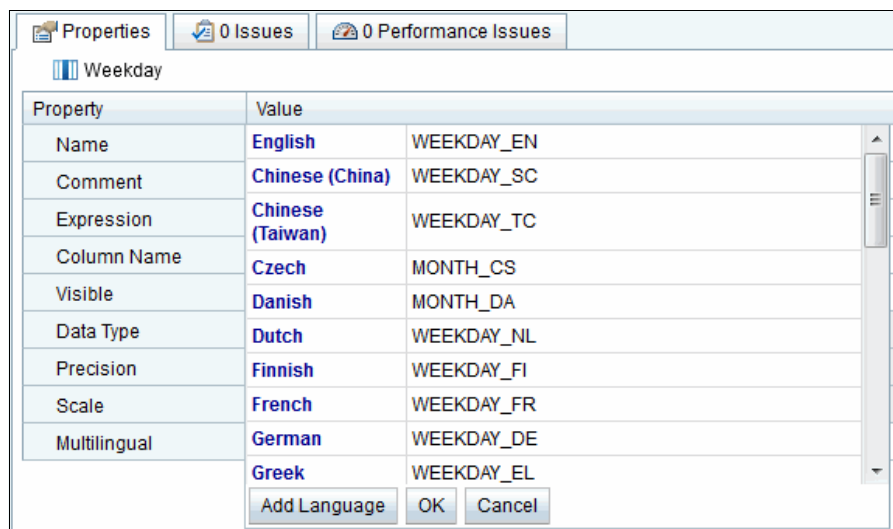 Properties 0 Issues 0 Performance Issues
Weekday
Property Value
Name English WEEKDAY_EN
Comment Chinese (China) WEEKDAY_SC
Expression Chinese (Taiwan) WEEKDAY_TC
Column Name Czech MONTH_CS
Visible Danish MONTH_DA
Data Type Dutch WEEKDAY_NL
Precision Finnish WEEKDAY_FI
Scale French WEEKDAY_FR
Multilingual German WEEKDAY_DE
Greek WEEKDAY_EL
Add Language OK Cancel